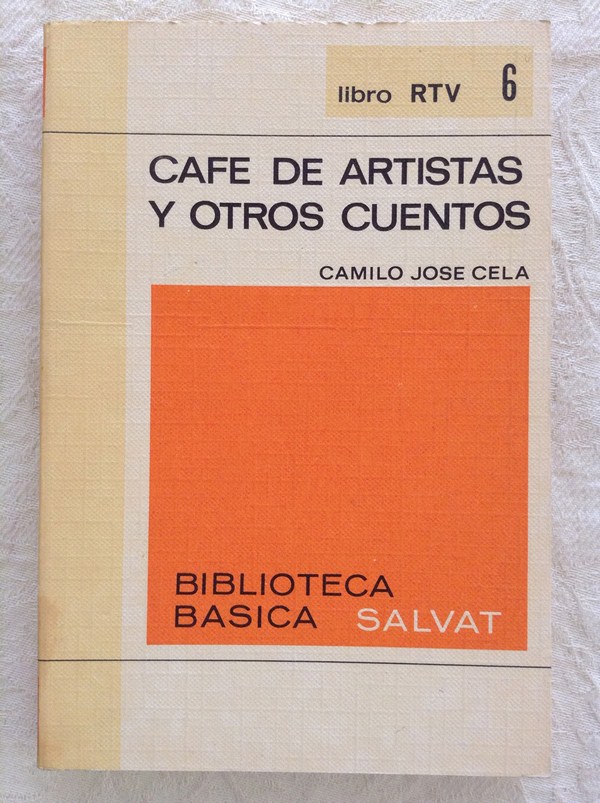 libro RTV 6
CAFE DE ARTISTAS
Y OTROS CUENTOS
CAMILO JOSE CELA
BIBLIOTECA
BASICA SALVAT